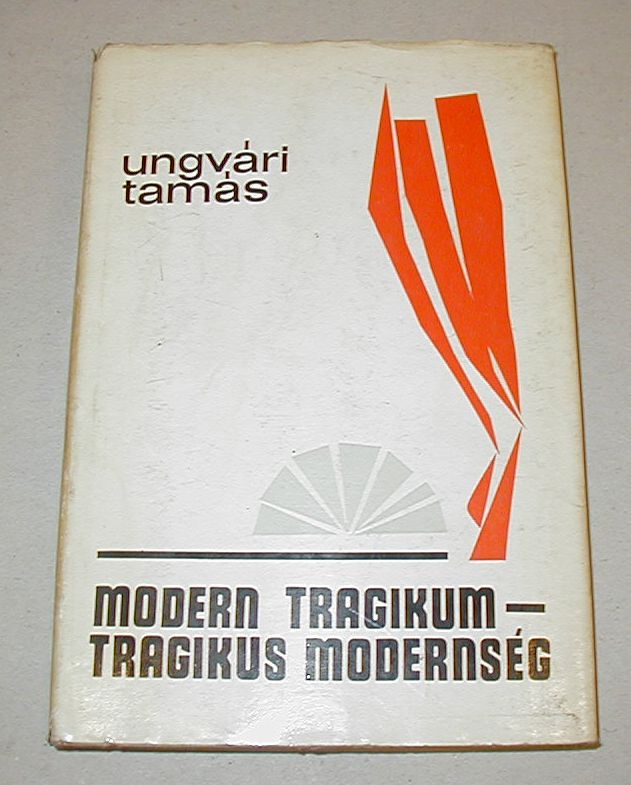 ungvári
tamás
MODERN TRAGIKUM—
TRAGIKUS MODERNSÉG